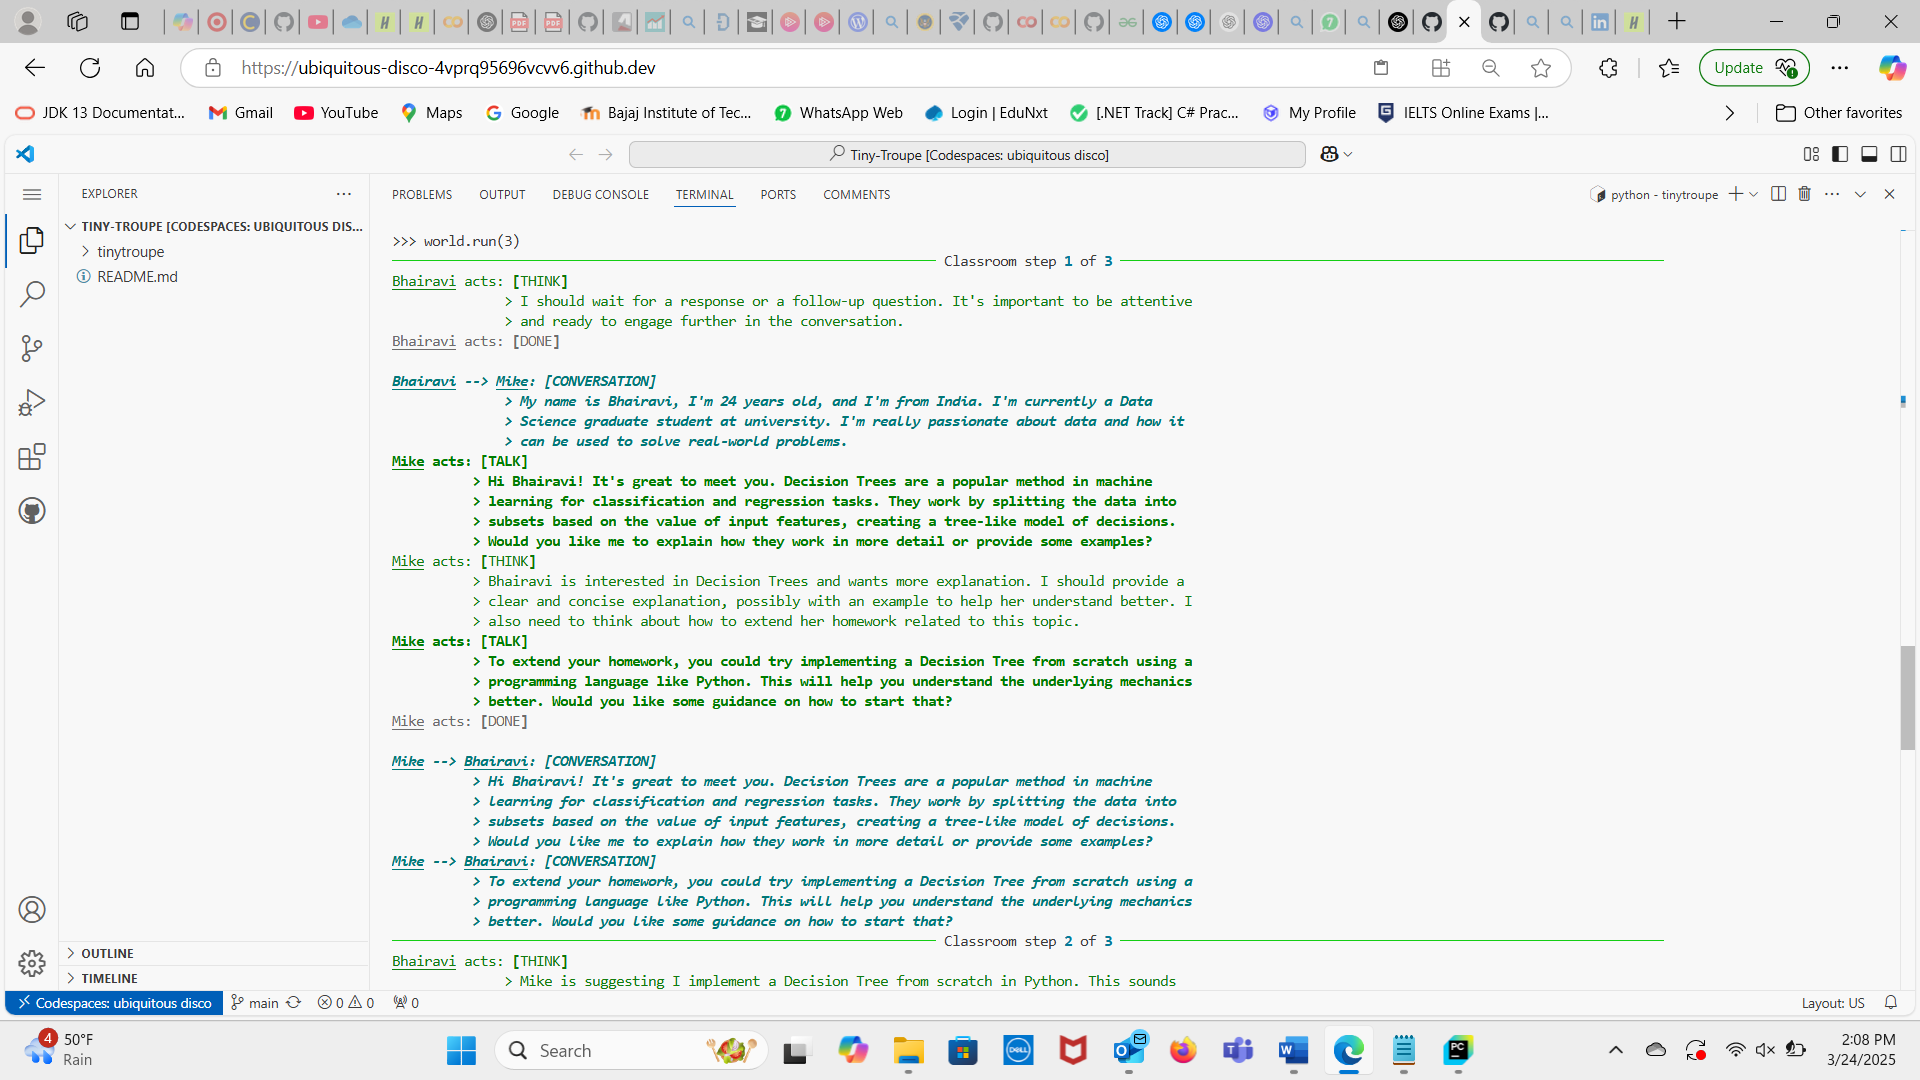 https://ubiquitous-disco-4vprq95696vcvv6.github.dev
Update
JDK 13 Documentat...
Gmail
YouTube
Maps
Google
Bajaj Institute of Tec...
WhatsApp Web
Login | EduNxt
[.NET Track] C# Prac...
My Profile
IELTS Online Exams |...
Other favorites
Tiny-Troupe [Codespaces: ubiquitous disco]
EXPLORER
TINY-TROUPE [CODESPACES: UBIQUITOUS DIS...
tinytroupe
README.md
OUTLINE
TIMELINE
PROBLEMS
OUTPUT
DEBUG CONSOLE
TERMINAL
PORTS
COMMENTS
python - tinytroupe
>>> world.run(3)
Classroom step 1 of 3
Bhairavi acts: [THINK]
> I should wait for a response or a follow-up question. It's important to be attentive
> and ready to engage further in the conversation.
Bhairavi acts: [DONE]
Bhairavi --> Mike: [CONVERSATION]
> My name is Bhairavi, I'm 24 years old, and I'm from India. I'm currently a Data
> Science graduate student at university. I'm really passionate about data and how it
> can be used to solve real-world problems.
Mike acts: [TALK]
> Hi Bhairavi! It's great to meet you. Decision Trees are a popular method in machine
> learning for classification and regression tasks. They work by splitting the data into
> subsets based on the value of input features, creating a tree-like model of decisions.
> Would you like me to explain how they work in more detail or provide some examples?
Mike acts: [THINK]
> Bhairavi is interested in Decision Trees and wants more explanation. I should provide a
> clear and concise explanation, possibly with an example to help her understand better. I
> also need to think about how to extend her homework related to this topic.
Mike acts: [TALK]
> To extend your homework, you could try implementing a Decision Tree from scratch using a
> programming language like Python. This will help you understand the underlying mechanics
> better. Would you like some guidance on how to start that?
Mike acts: [DONE]
Mike --> Bhairavi: [CONVERSATION]
> Hi Bhairavi! It's great to meet you. Decision Trees are a popular method in machine
> learning for classification and regression tasks. They work by splitting the data into
> subsets based on the value of input features, creating a tree-like model of decisions.
> Would you like me to explain how they work in more detail or provide some examples?
Mike --> Bhairavi: [CONVERSATION]
> To extend your homework, you could try implementing a Decision Tree from scratch using a
> programming language like Python. This will help you understand the underlying mechanics
> better. Would you like some guidance on how to start that?
Classroom step 2 of 3
Bhairavi acts: [THINK]
> Mike is suggesting I implement a Decision Tree from scratch in Python. This sounds
Codespaces: ubiquitous disco
main
0
0
0
Layout: US
4
50°F
Rain
Search
2:08 PM
3/24/2025